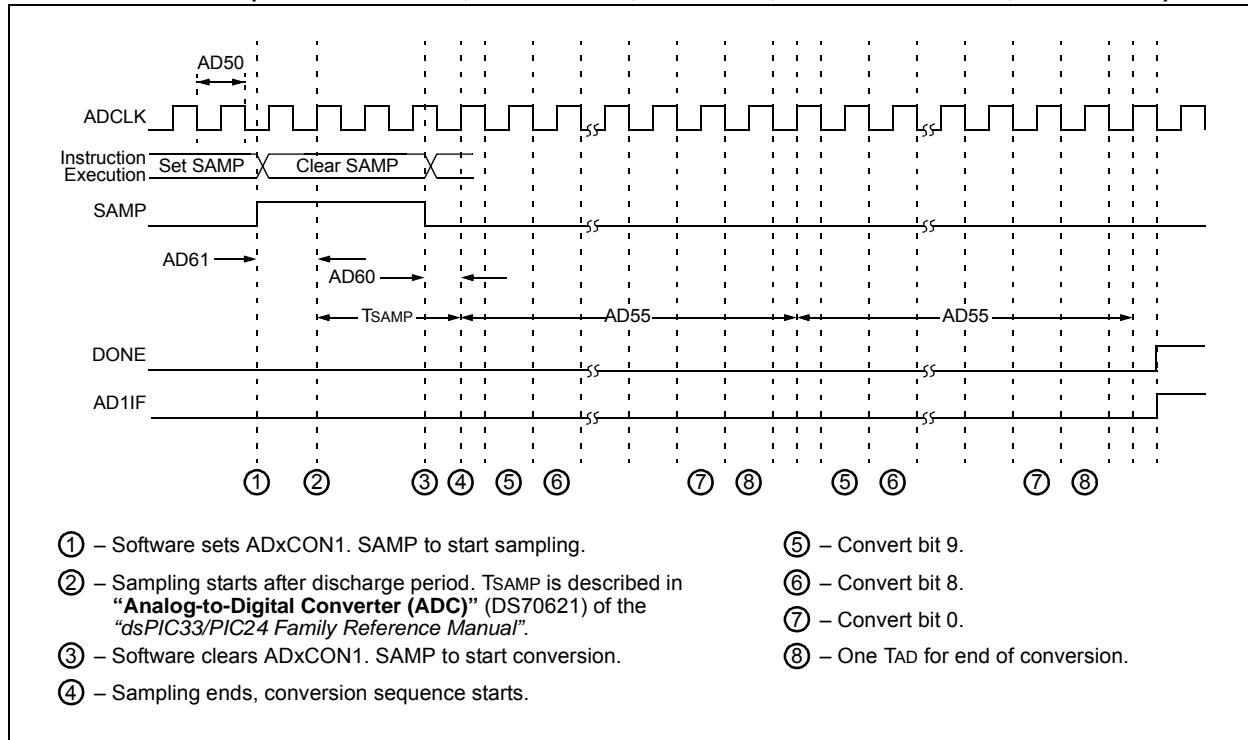 AD50
ADCLK
Instruction
Execution
Set SAMP
Clear SAMP
SAMP
AD61
AD60
TSAMP
AD55
AD55
DONE
AD1IF
1 2 3 4 5 6 7 8 5 6 7 8
1 – Software sets ADxCON1. SAMP to start sampling.
2 – Sampling starts after discharge period. TSAMP is described in
“Analog-to-Digital Converter (ADC)” (DS70621) of the
“dsPIC33/PIC24 Family Reference Manual”.
3 – Software clears ADxCON1. SAMP to start conversion.
4 – Sampling ends, conversion sequence starts.
5 – Convert bit 9.
6 – Convert bit 8.
7 – Convert bit 0.
8 – One TAD for end of conversion.